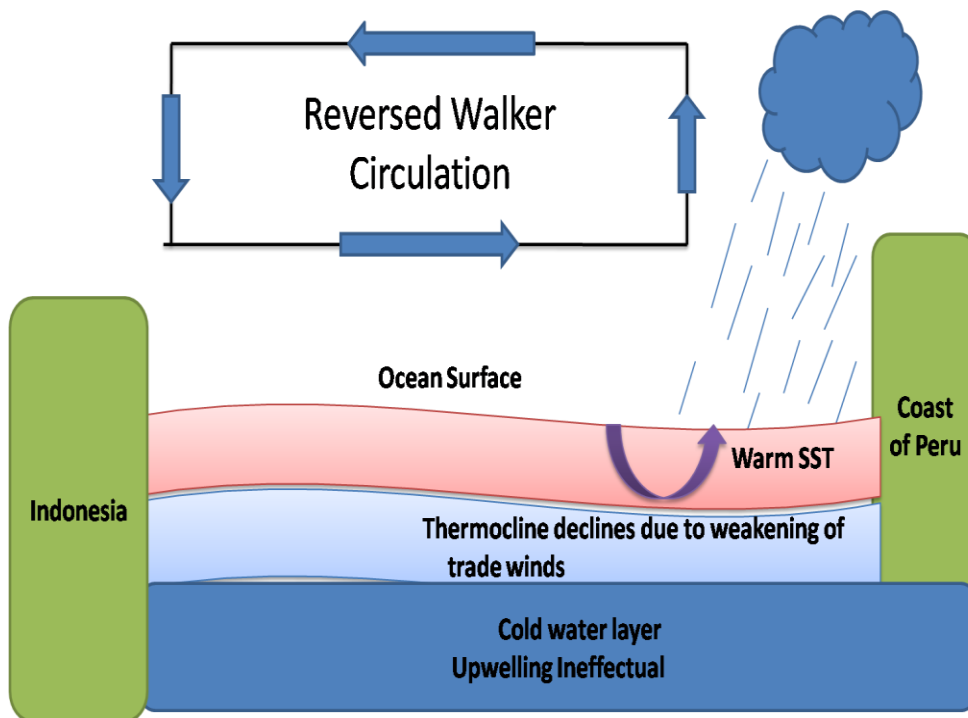 Reversed Walker
Circulation
Ocean Surface
Coast
of Peru
Warm SST
Indonesia
Thermocline declines due to weakening of
trade winds
Cold water layer
Upwelling Ineffectual